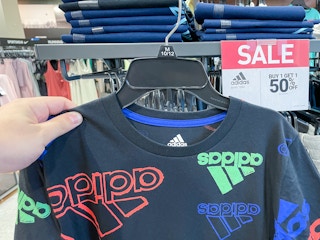 M
10/12
SALE
adidas
BUY 1 GET 1
50% OFF
adidas
adidas
adidas
adidas